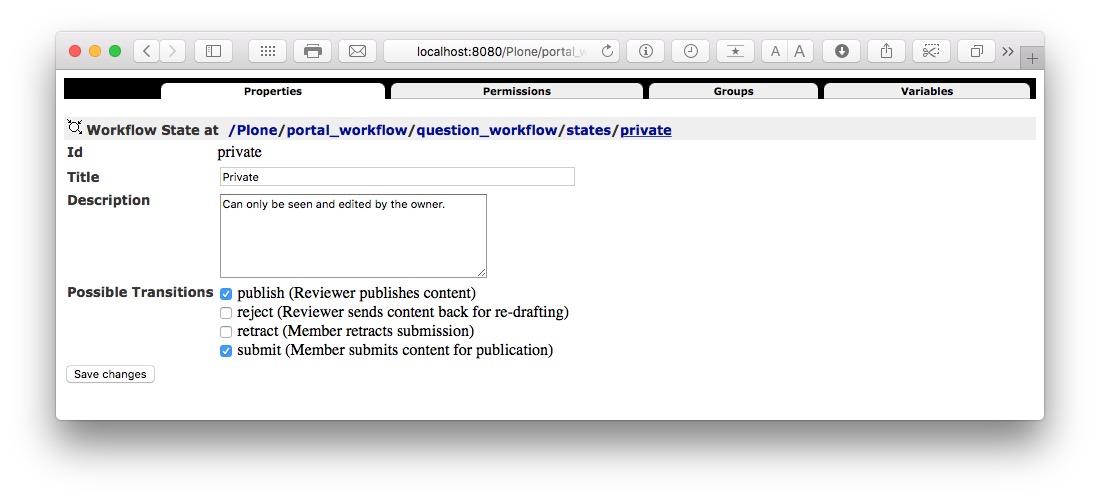 localhost:8080/Plone/portal_w
A A
Properties Permissions Groups Variables
Workflow State at /Plone/portal_workflow/question_workflow/states/private
Id private
Title Private
Description Can only be seen and edited by the owner.
Possible Transitions publish (Reviewer publishes content)
reject (Reviewer sends content back for re-drafting)
retract (Member retracts submission)
submit (Member submits content for publication)
Save changes